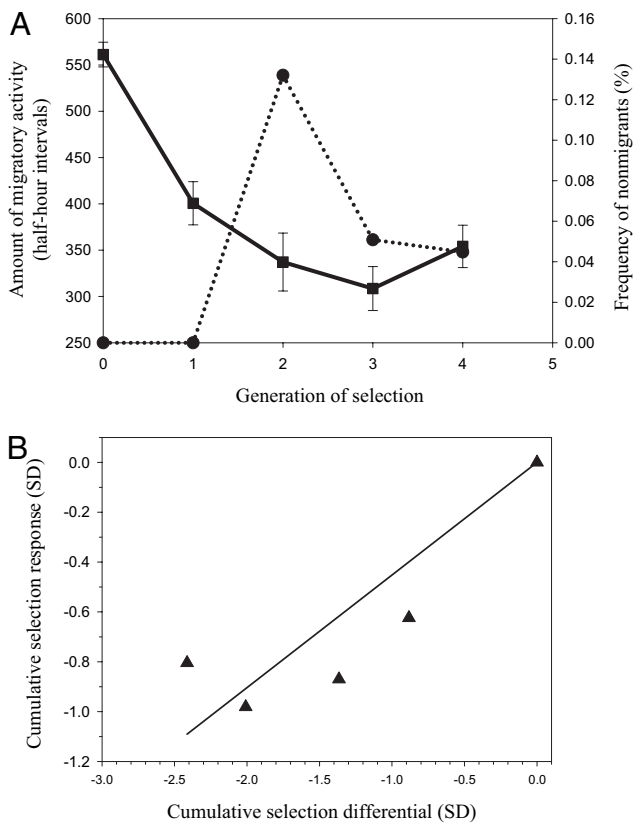 A
600
550
500
450
400
350
300
250
0.16
0.14
0.12
0.10
0.08
0.06
0.04
0.02
0.00
0 1 2 3 4 5
Amount of migratory activity
(half-hour intervals)
Frequency of nonmigrants (%)
Generation of selection
B
0.0
-0.2
-0.4
-0.6
-0.8
-1.0
-1.2
-3.0 -2.5 -2.0 -1.5 -1.0 -0.5 0.0
Cumulative selection response (SD)
Cumulative selection differential (SD)